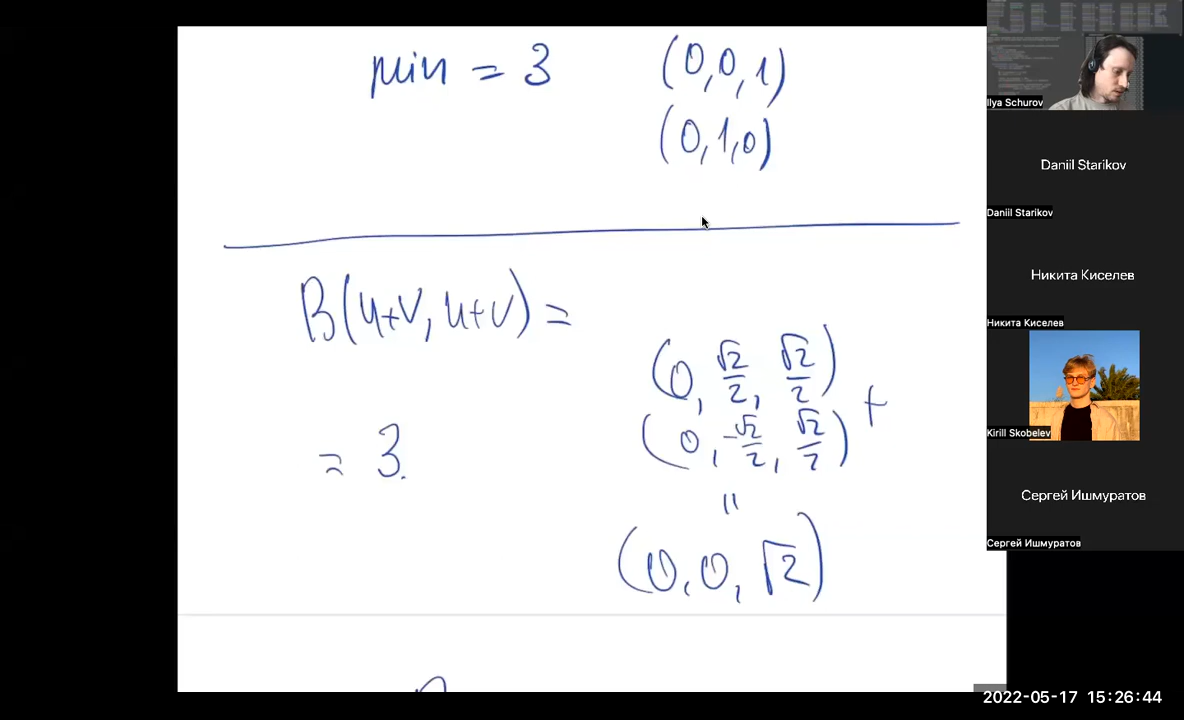 min = 3 (0,0,1)
(0,1,0)
B(u+v, u+v) =
(0, √2/2, √2/2) +
(0, -√2/2, √2/2)
= 3.
"
(0,0,√2)
Ilya Schurov
Daniil Starikov
Daniil Starikov
Никита Киселев
Никита Киселев
Kirill Skobelev
Сергей Ишмуратов
Сергей Ишмуратов
2022-05-17 15:26:44